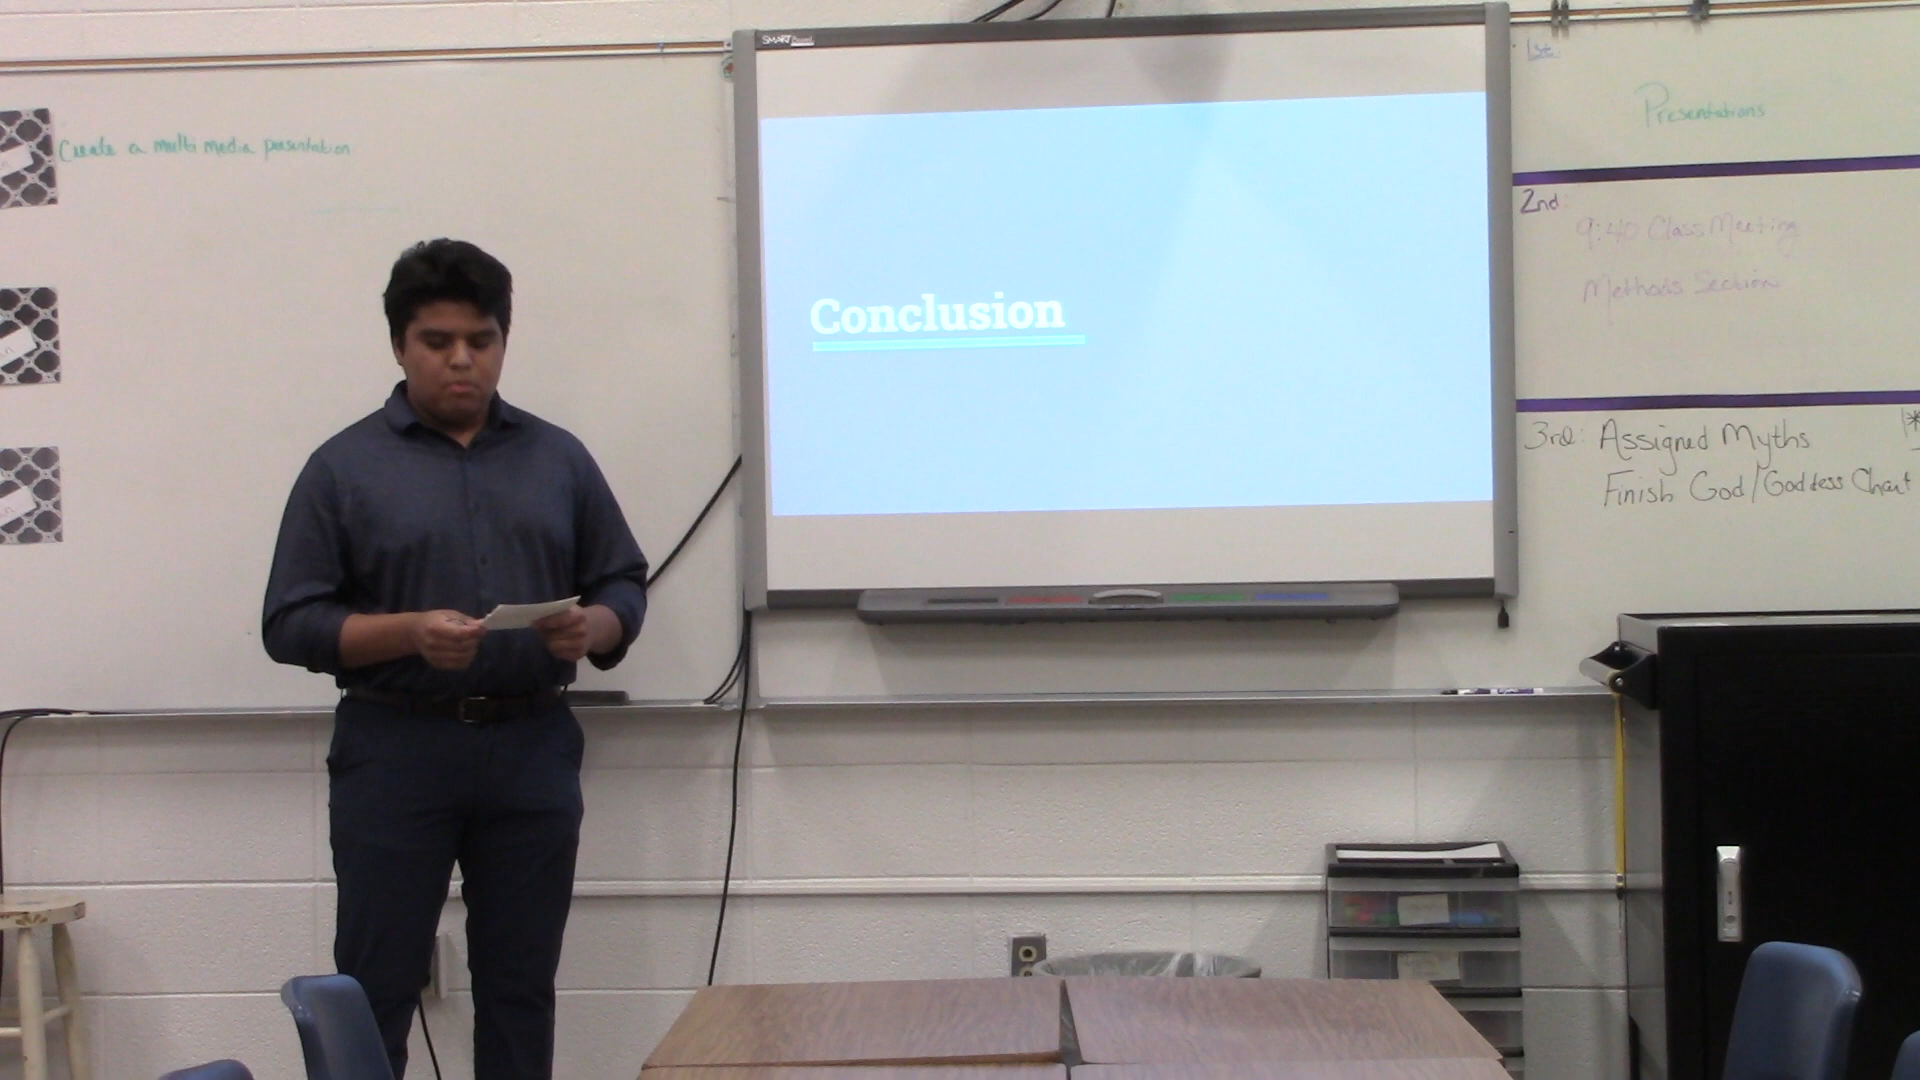 Create a multi media presentation
SMART Board
Conclusion
1st:
Presentations
2nd:
9:40 Class Meeting
Methods Section
3rd: Assigned Myths
Finish God/Goddess Chart